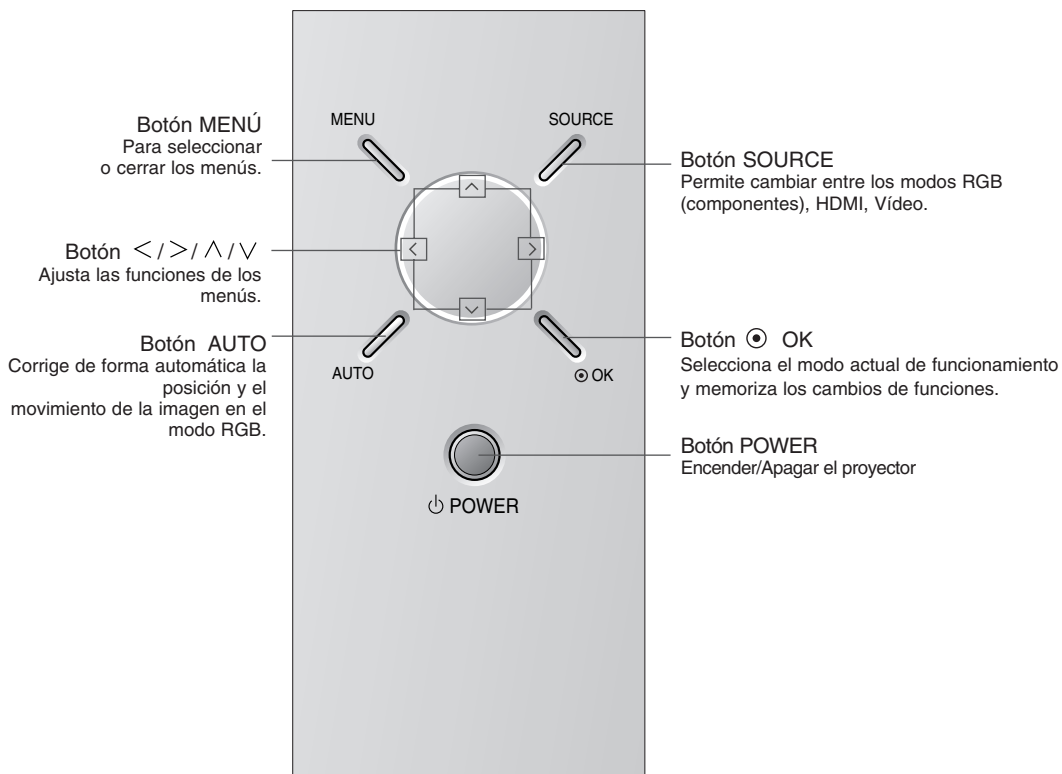 MENU
SOURCE
Botón MENÚ
Para seleccionar
o cerrar los menús.
Botón SOURCE
Permite cambiar entre los modos RGB
(componentes), HDMI, Vídeo.
Botón </>/∧/∨
Ajusta las funciones de los
menús.
Botón AUTO
Corrige de forma automática la
posición y el
movimiento de la imagen en el
modo RGB.
AUTO
⊙ OK
Botón ⊙ OK
Selecciona el modo actual de funcionamiento
y memoriza los cambios de funciones.
Botón POWER
Encender/Apagar el proyector
⏻ POWER